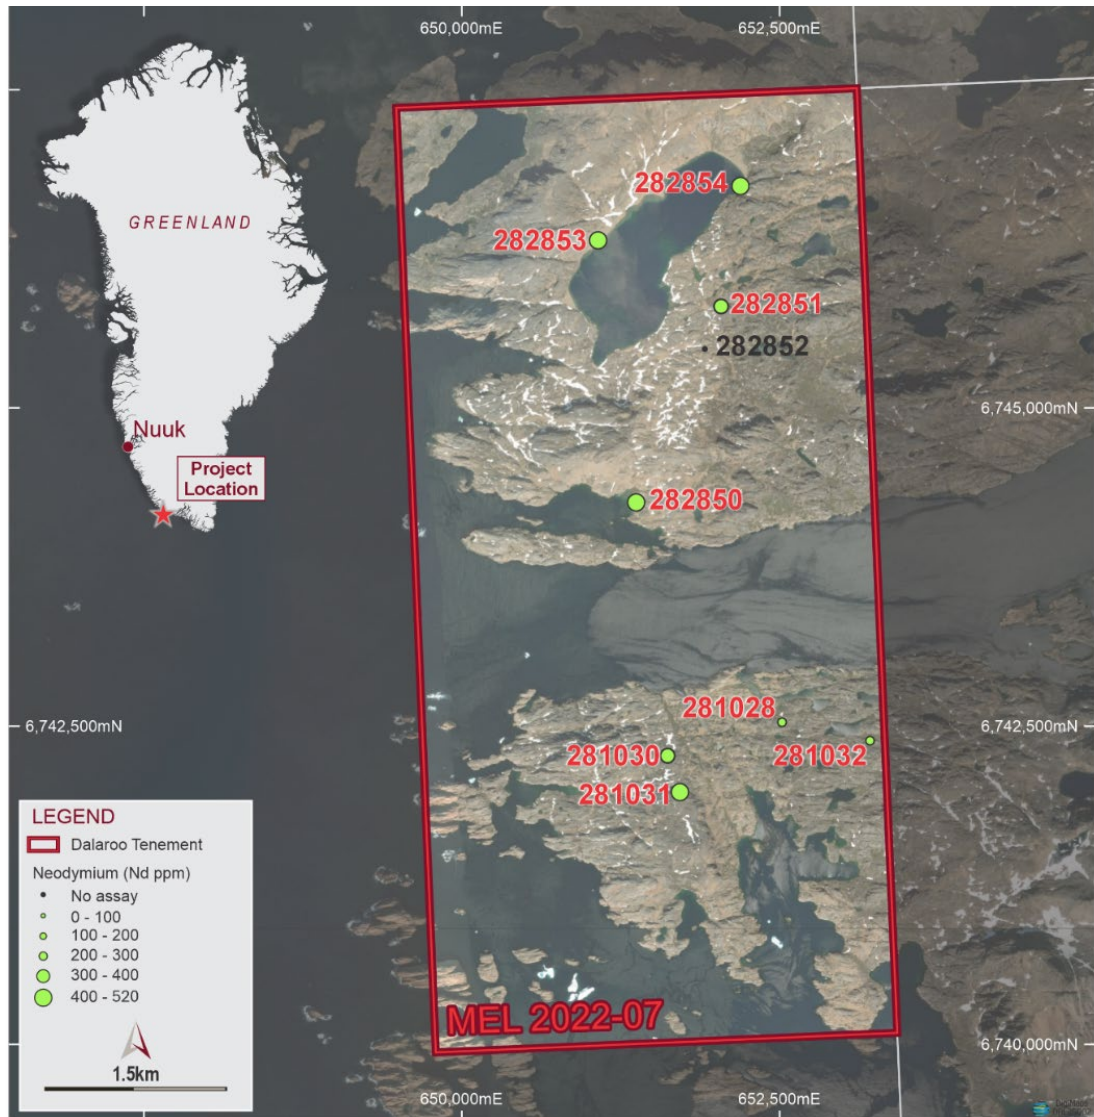 650,000mE
652,500mE
GREENLAND
Nuuk
Project
Location
282854
282853
282851
282852
6,745,000mN
282850
281028
6,742,500mN
6,742,500mN
281032
281030
281031
LEGEND
Dalaroo Tenement
Neodymium (Nd ppm)
No assay
0 - 100
100 - 200
200 - 300
300 - 400
400 - 520
1.5km
MEL 2022-07
6,740,000mN
650,000mE
652,500mE